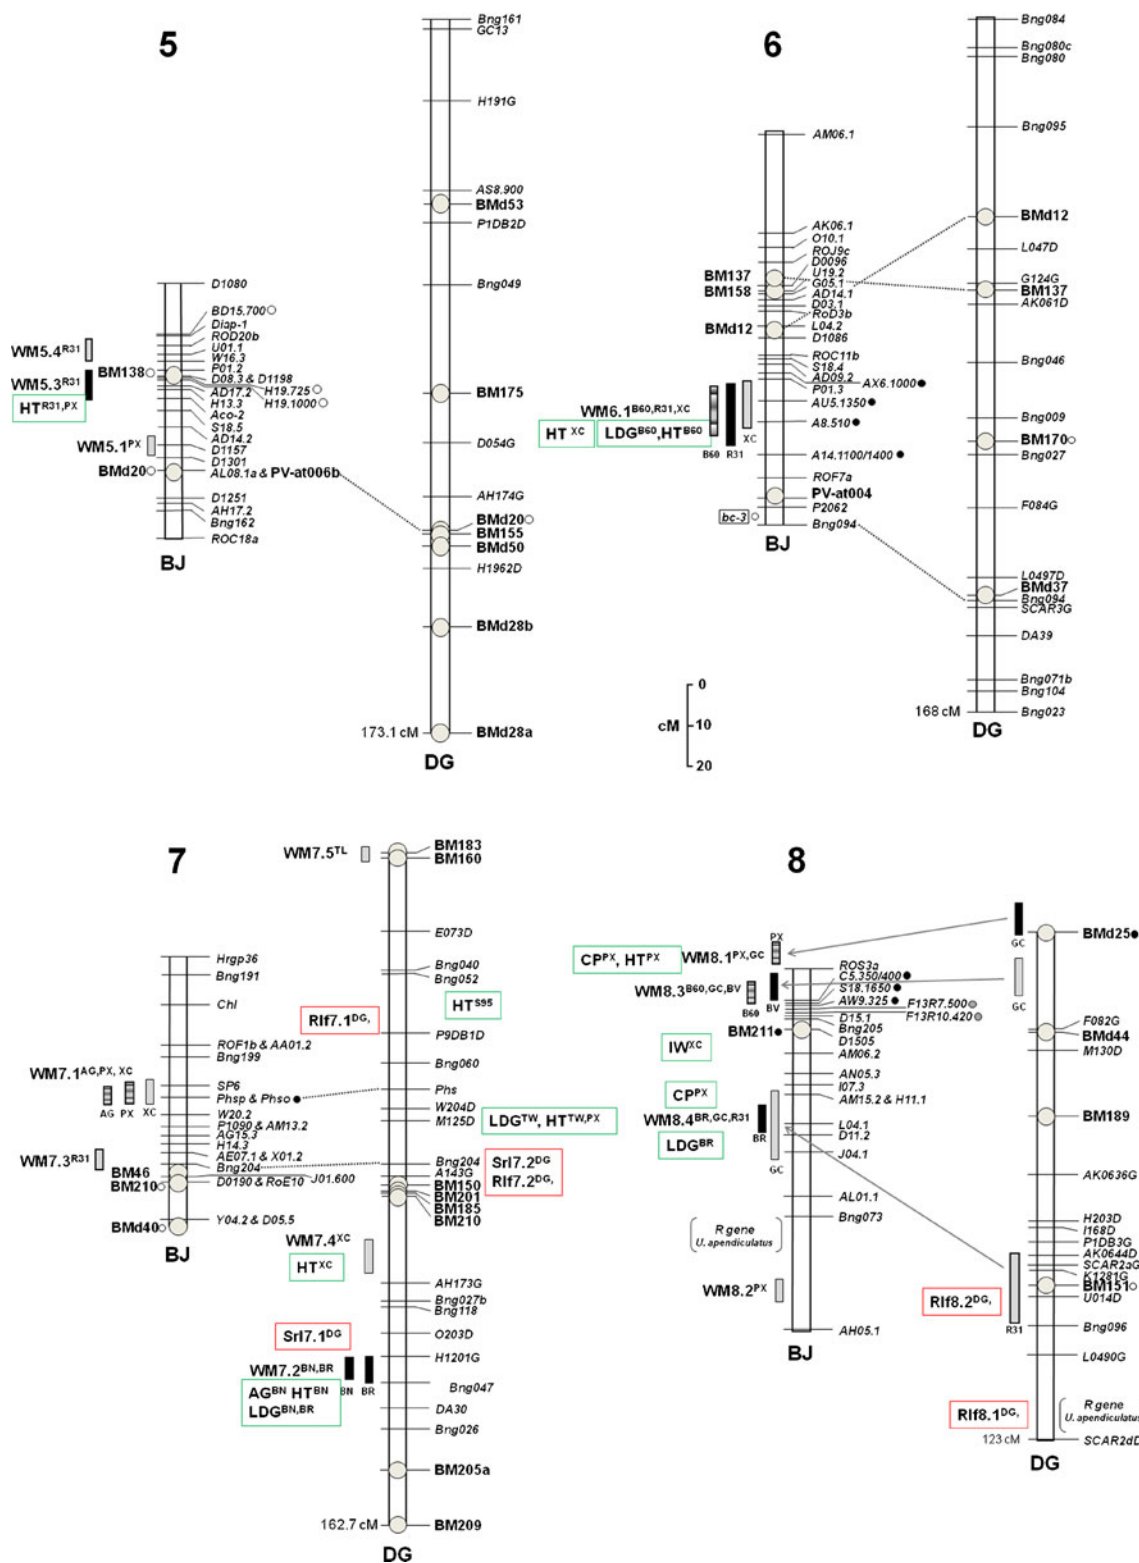 5
Bng161
GC13
H191G
AS8.900
BMd53
P1DB2D
Bng049
BM175
D054G
AH174G
BMd20
BM155
BMd50
H1962D
BMd28b
173.1 cM
BMd28a
DG
D1080
BD15.700
Diap-1
ROD20b
U01.1
W16.3
P01.2
D08.3 & D1198
H19.725
AD17.2
H13.3
H19.1000
Aco-2
S18.5
AD14.2
D1157
D1301
AL08.1a & PV-at006b
D1251
AH17.2
Bng162
ROC18a
BJ
WM5.4R31
BM138
WM5.3R31
HTR31,PX
WM5.1PX
BMd20
6
Bng084
Bng080c
Bng080
Bng095
BMd12
L047D
G124G
BM137
AK061D
Bng046
Bng009
BM170
Bng027
F084G
L0497D
BMd37
Bng094
SCAR3G
DA39
Bng071b
Bng104
168 cM
Bng023
DG
AM06.1
AK06.1
O10.1
ROJ9c
D0096
U19.2
G05.1
AD14.1
D03.1
RoD3b
L04.2
D1086
ROC11b
S18.4
AD09.2
AX6.1000
P01.3
AU5.1350
A8.510
A14.1100/1400
ROF7a
PV-at004
P2062
Bng094
BJ
BM137
BM158
BMd12
WM6.1B60,R31,XC
HT XC
LDGB60,HTB60
B60
R31
XC
bc-3
0
cM
10
20
7
WM7.5TL
BM183
BM160
E073D
Bng040
Bng052
HTS95
Rlf7.1DG,
P9DB1D
Bng060
Phs
W204D
M125D
LDGTW, HTTW,PX
Bng204
A143G
BM150
BM201
BM185
BM210
Srl7.2DG
Rlf7.2DG,
AH173G
Bng027b
Bng118
O203D
H1201G
Bng047
DA30
Bng026
BM205a
162.7 cM
BM209
DG
Hrgp36
Bng191
Chl
ROF1b & AA01.2
Bng199
SP6
Phsp & Phso
W20.2
P1090 & AM13.2
AG15.3
H14.3
AE07.1 & X01.2
Bng204
J01.600
D0190 & RoE10
Y04.2 & D05.5
BJ
WM7.1AG,PX, XC
AG
PX
XC
WM7.3R31
BM46
BM210
BMd40
WM7.4XC
HTXC
Srl7.1DG
WM7.2BN,BR
BN
BR
AGBN HTBN
LDGBN,BR
8
GC
BMd25
GC
F082G
BMd44
M130D
BM189
AK0636G
H203D
I168D
P1DB3G
AK0644D
SCAR2aG
K1281G
BM151
U014D
Bng096
L0490G
R gene
U. apendiculatus
123 cM
SCAR2dD
DG
Rlf8.2DG,
R31
Rlf8.1DG,
PX
CPPX, HTPX
WM8.1PX,GC
WM8.3B60,GC,BV
B60
BV
BM211
IWXC
CPPX
WM8.4BR,GC,R31
BR
LDGBR
GC
R gene
U. apendiculatus
WM8.2PX
ROS3a
C5.350/400
S18.1650
AW9.325
F13R7.500
F13R10.420
D15.1
Bng205
D1505
AM06.2
AN05.3
I07.3
AM15.2 & H11.1
L04.1
D11.2
J04.1
AL01.1
Bng073
AH05.1
BJ